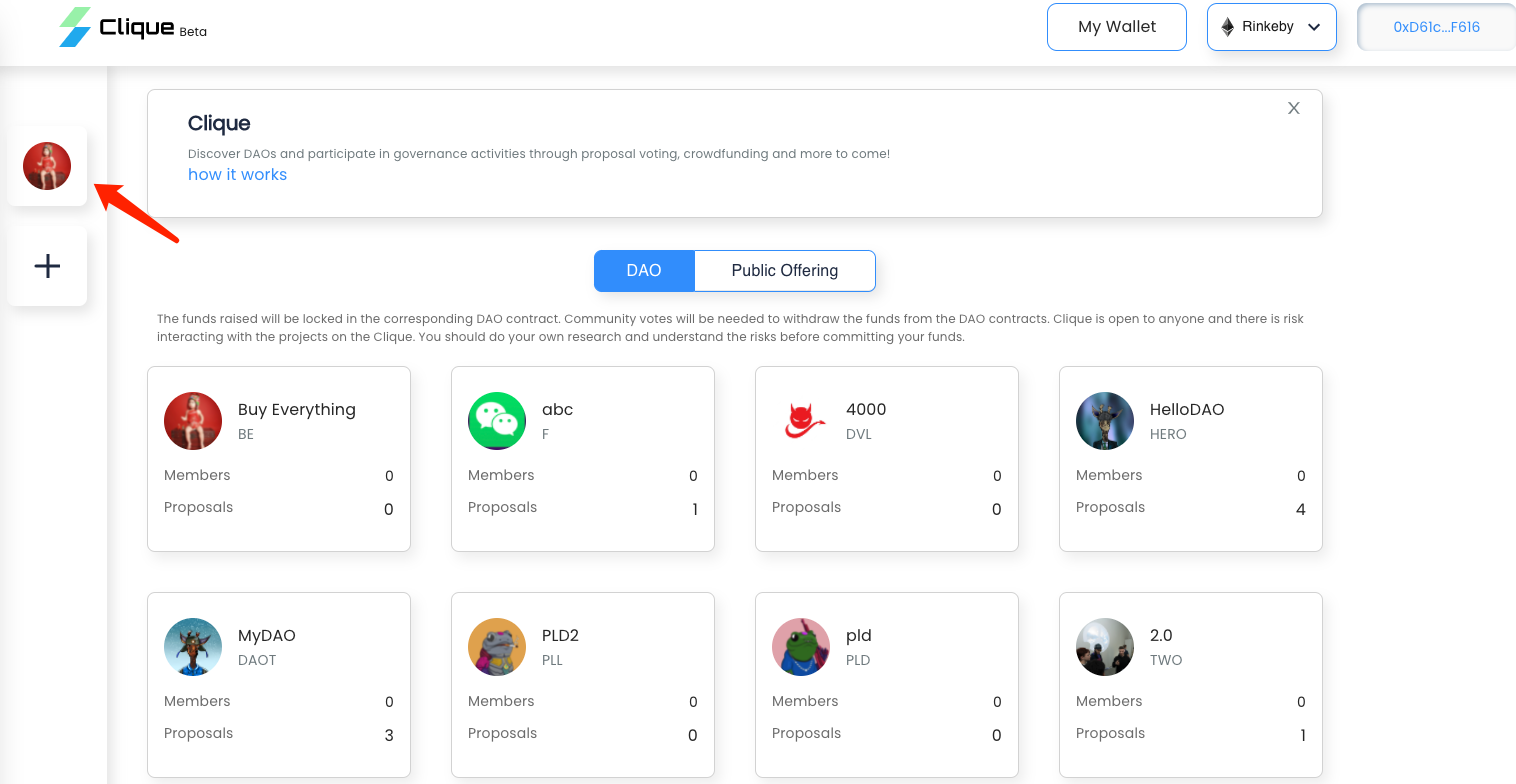 Clique Beta
My Wallet
Rinkeby
0xD61c...F616
Clique
X
Discover DAOs and participate in governance activities through proposal voting, crowdfunding and more to come!
how it works
DAO
Public Offering
The funds raised will be locked in the corresponding DAO contract. Community votes will be needed to withdraw the funds from the DAO contracts. Clique is open to anyone and there is risk
interacting with the projects on the Clique. You should do your own research and understand the risks before committing your funds.
Buy Everything
BE
Members 0
Proposals 0
abc
F
Members 0
Proposals 1
4000
DVL
Members 0
Proposals 0
HelloDAO
HERO
Members 0
Proposals 4
MyDAO
DAOT
Members 0
Proposals 3
PLD2
PLL
Members 0
Proposals 0
pld
PLD
Members 0
Proposals 0
2.0
TWO
Members 0
Proposals 1